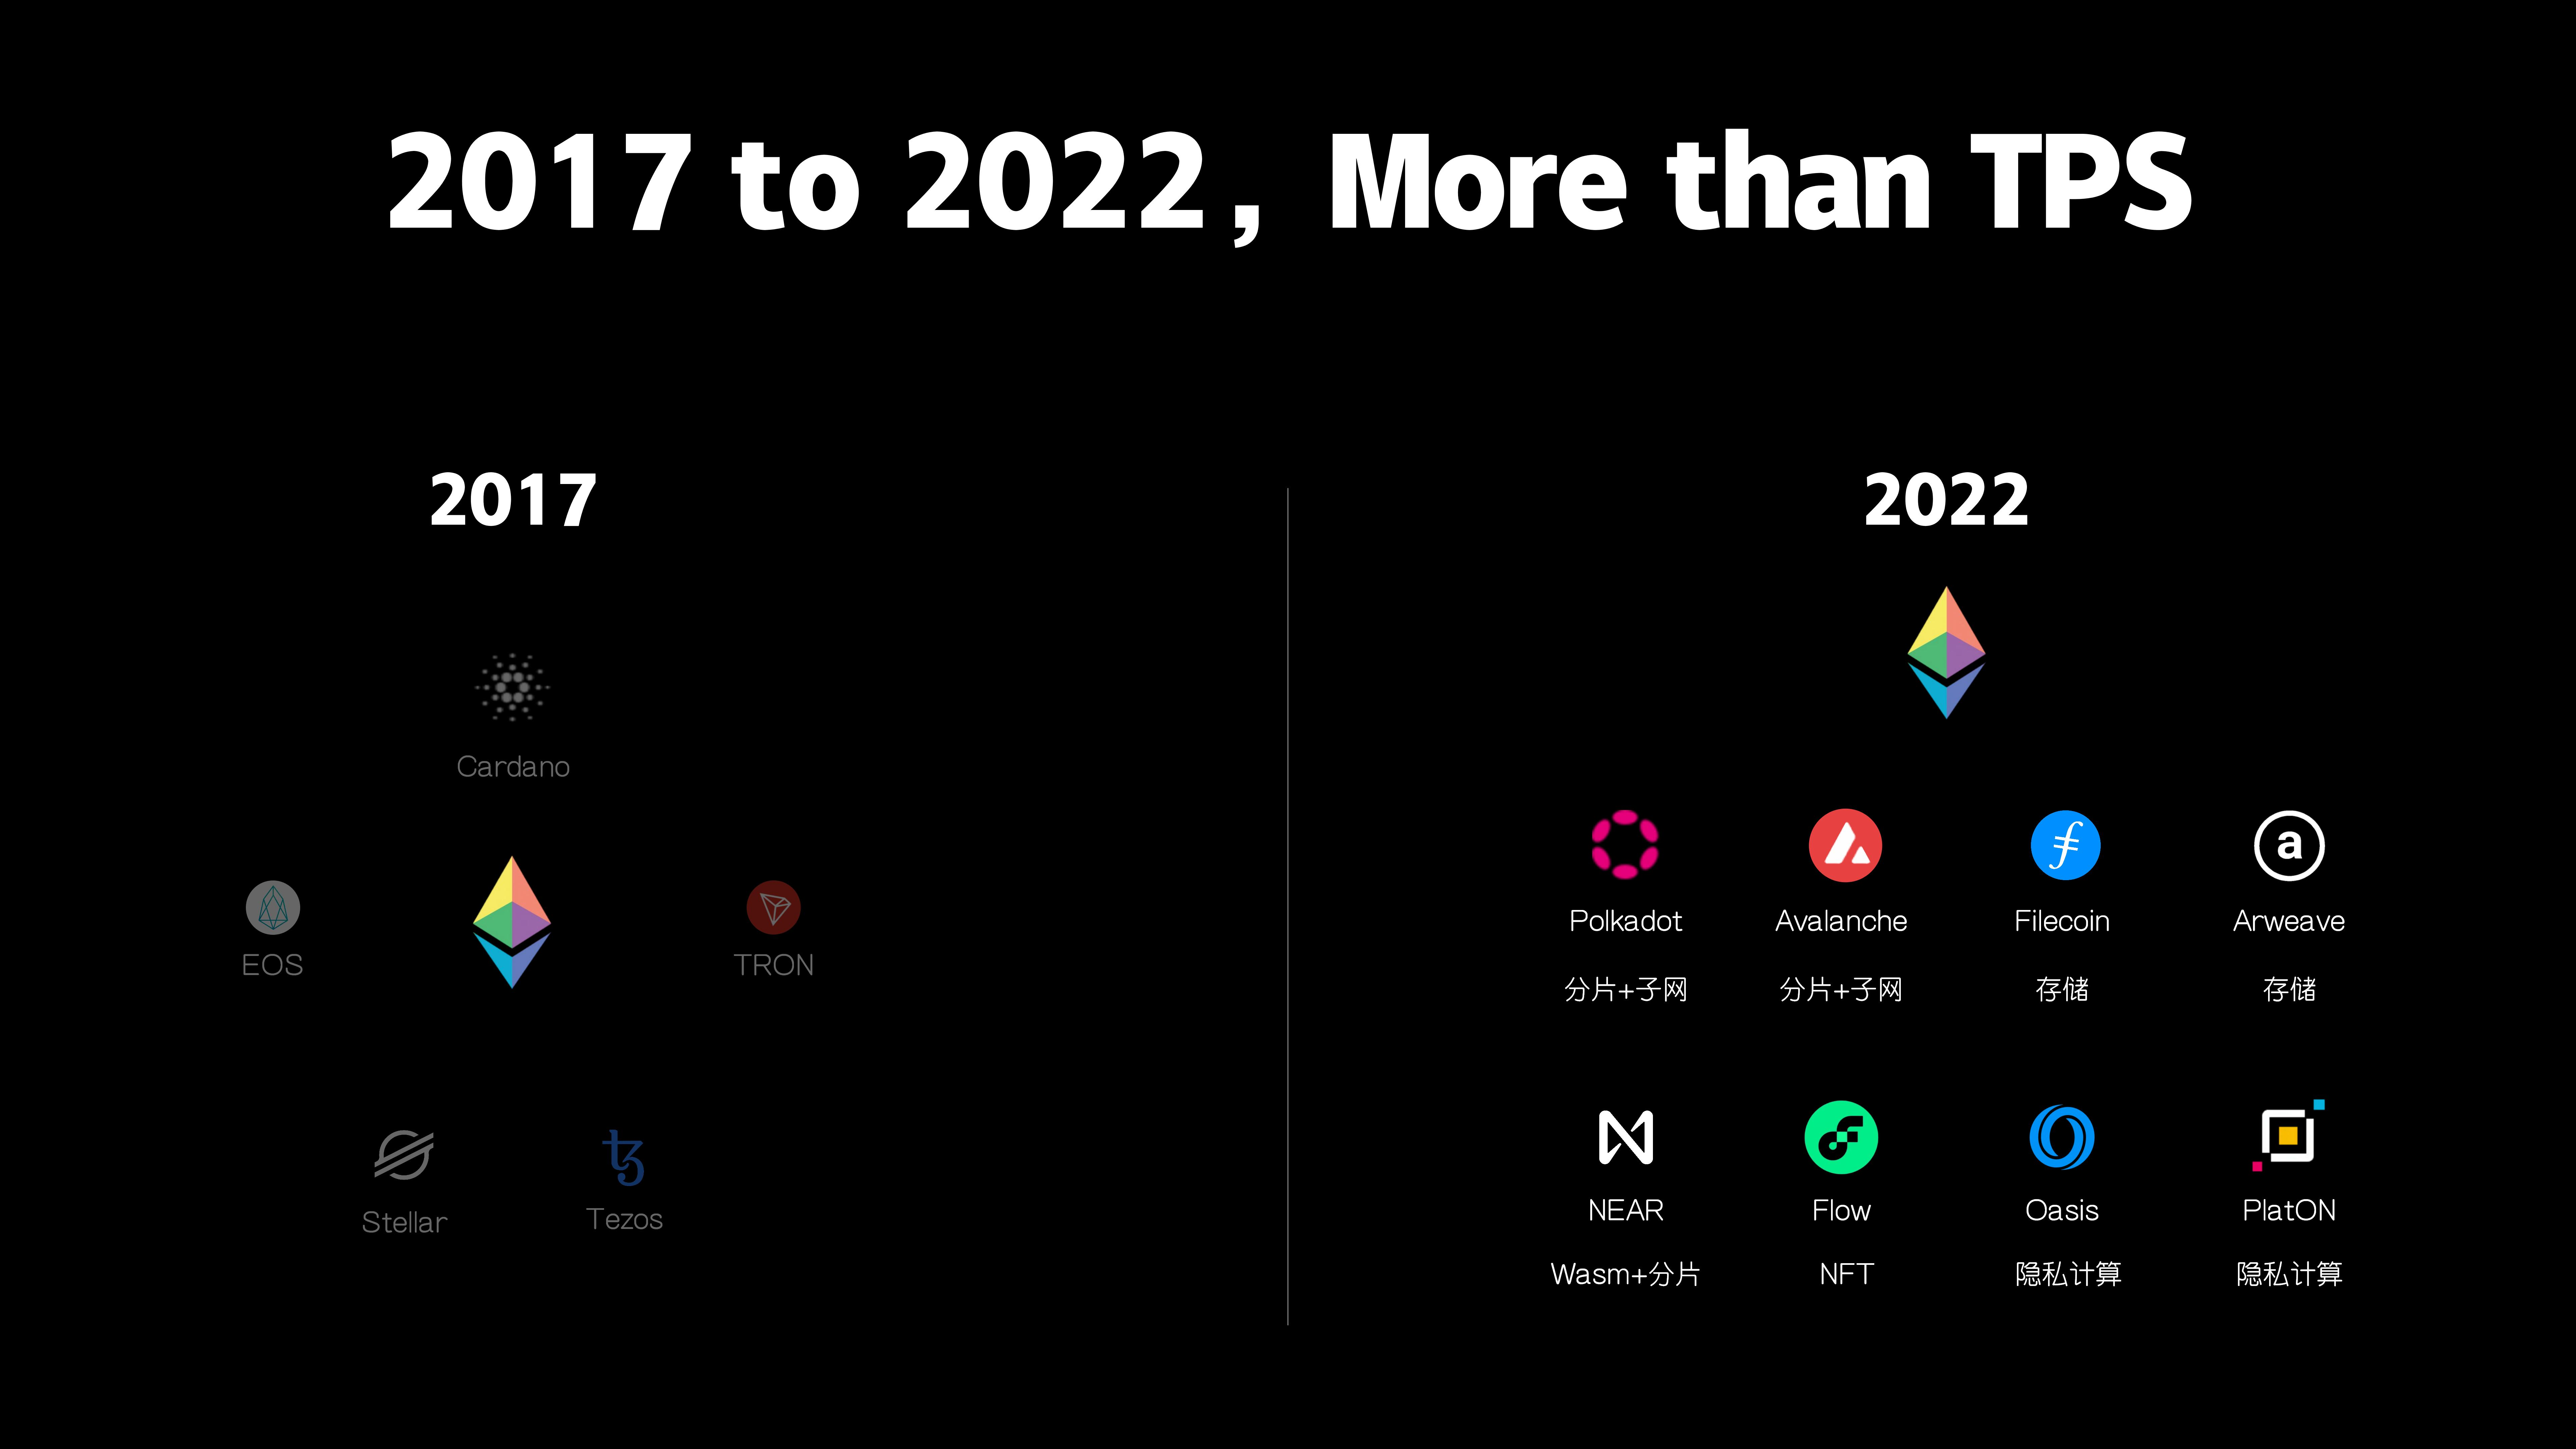 2017 to 2022, More than TPS
2017
Cardano
EOS
TRON
Stellar
Tezos
2022
Polkadot
Avalanche
Filecoin
Arweave
分片+子网
分片+子网
存储
存储
NEAR
Flow
Oasis
PlatON
Wasm+分片
NFT
隐私计算
隐私计算